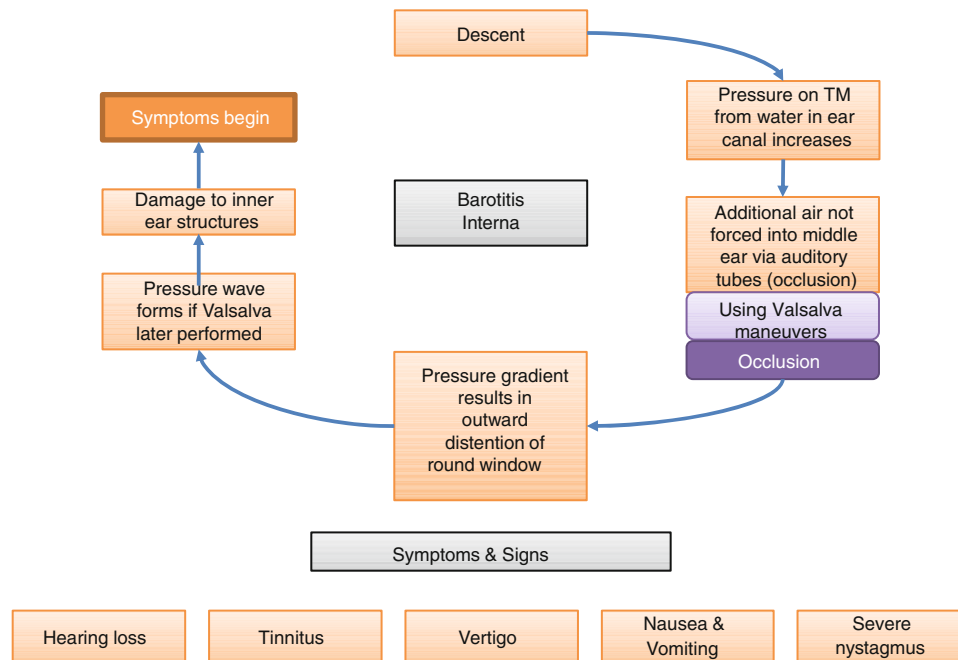 Descent
Pressure on TM
from water in ear
canal increases
Additional air not
forced into middle
ear via auditory
tubes (occlusion)
Using Valsalva
maneuvers
Occlusion
Pressure gradient
results in
outward
distention of
round window
Pressure wave
forms if Valsalva
later performed
Damage to inner
ear structures
Symptoms begin
Barotitis
Interna
Symptoms & Signs
Hearing loss
Tinnitus
Vertigo
Nausea &
Vomiting
Severe
nystagmus